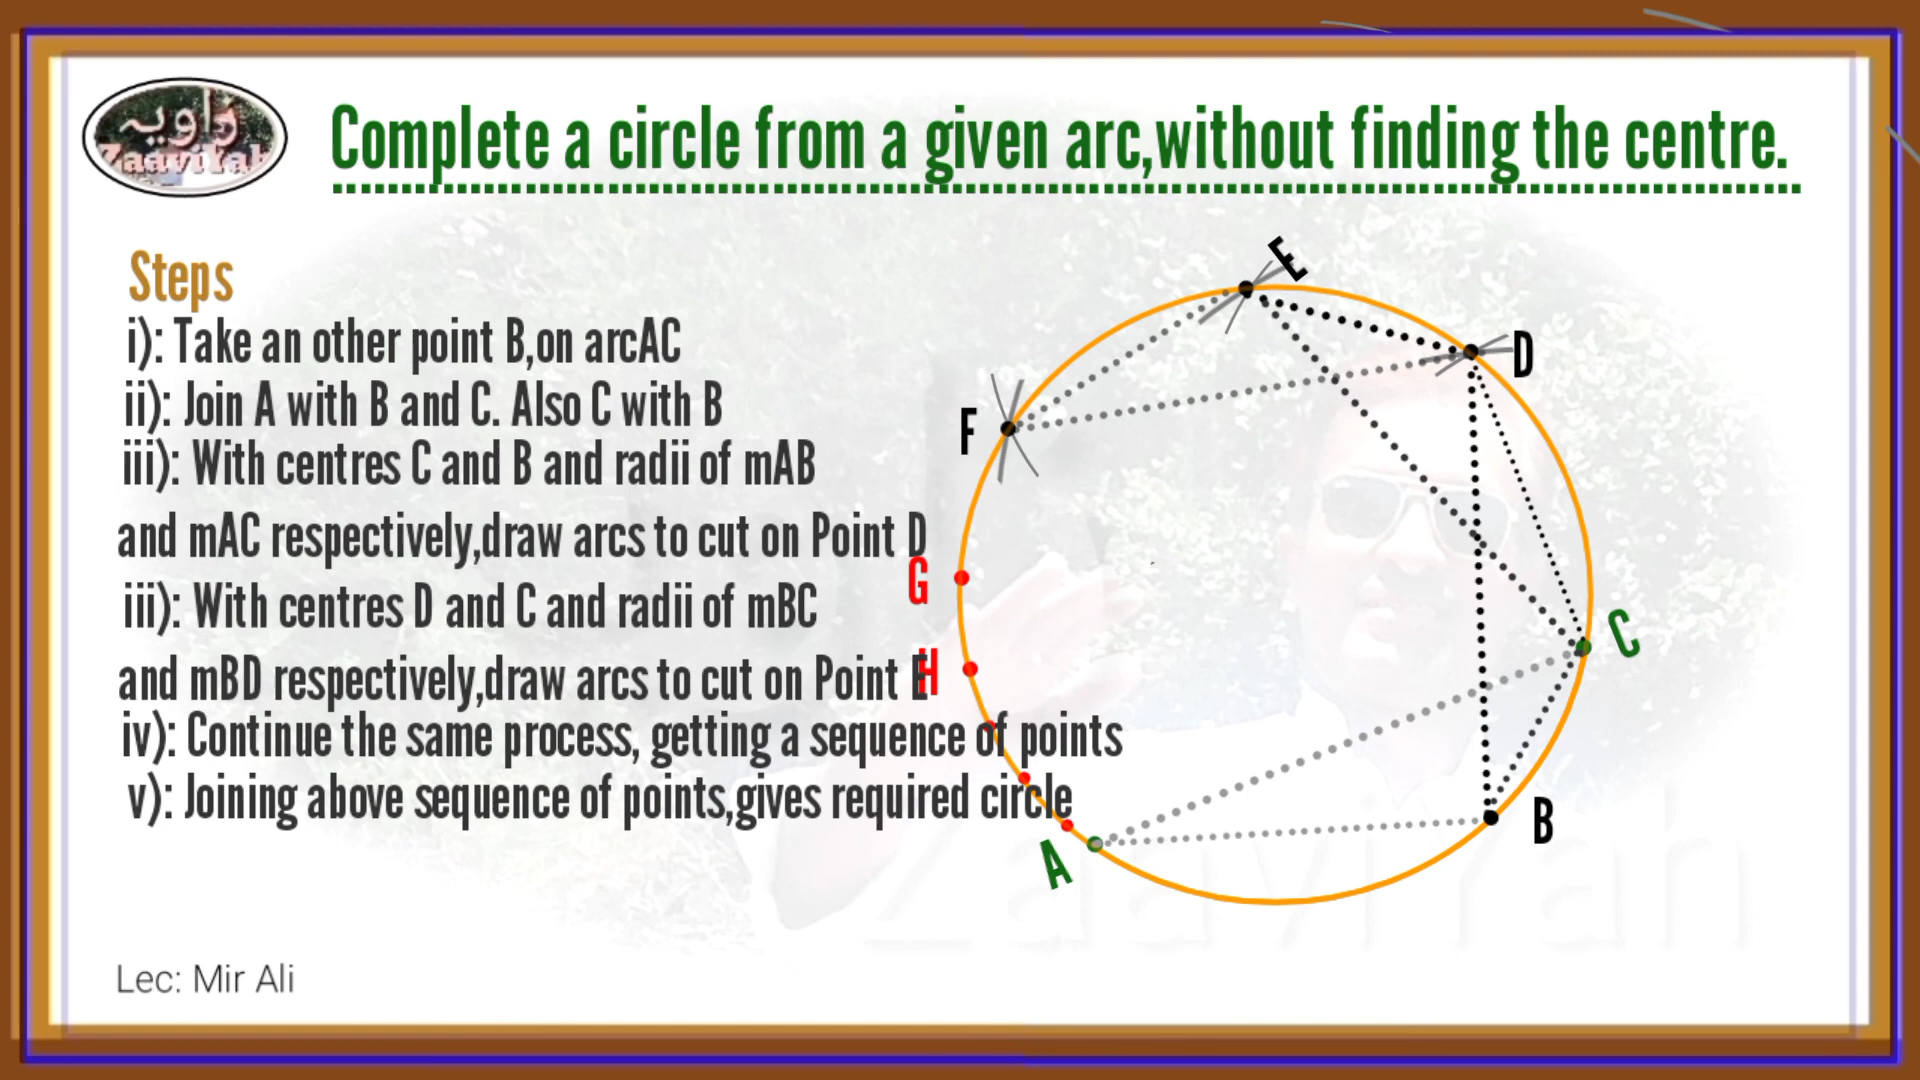 زاویہ
Zaaviyah
Complete a circle from a given arc,without finding the centre.
Steps
i): Take an other point B,on arcAC
ii): Join A with B and C. Also C with B
iii): With centres C and B and radii of mAB
and mAC respectively,draw arcs to cut on Point D
iii): With centres D and C and radii of mBC
and mBD respectively,draw arcs to cut on Point E
iv): Continue the same process, getting a sequence of points
v): Joining above sequence of points,gives required circle
E
D
F
G
C
H
B
A
Zaaviyah
Lec: Mir Ali